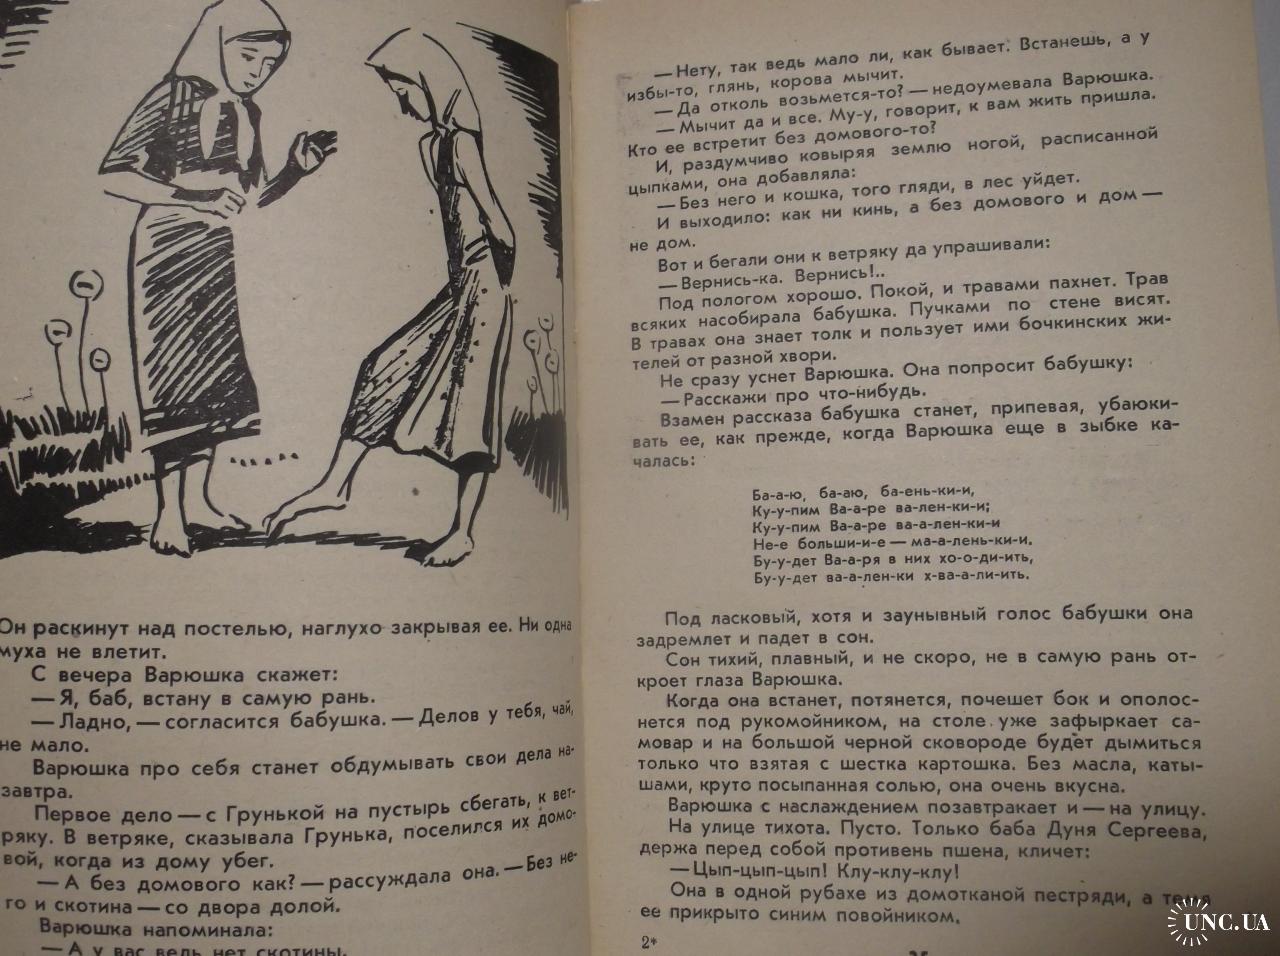 Он раскинут над постелью, наглухо закрывая ее. Ни одна
муха не влетит.
С вечера Варюшка скажет:
— Я, баб, встану в самую рань.
— Ладно, — согласится бабушка. — Делов у тебя, чай,
не мало.
Варюшка про себя станет обдумывать свои дела на-
завтра.
Первое дело — с Грунькой на пустырь сбегать, к вет-
ряку. В ветряке, сказывала Грунька, поселился их домо-
вой, когда из дому убег.
— А без домового как? — рассуждала она. — Без не-
го и скотина — со двора долой.
Варюшка напоминала:
— А у вас ведь нет скотины.
— Нету, так ведь мало ли, как бывает. Встанешь, а у
избы-то, глянь, корова мычит.
— Да отколь возьмется-то? — недоумевала Варюшка.
— Мычит да и все. Му-у, говорит, к вам жить пришла.
Кто ее встретит без домового-то?
И, раздумчиво ковыряя землю ногой, расписанной
цыпками, она добавляла:
— Без него и кошка, того гляди, в лес уйдет.
И выходило: как ни кинь, а без домового и дом —
не дом.
Вот и бегали они к ветряку да упрашивали:
— Вернись-ка. Вернись!..
Под пологом хорошо. Покой, и травами пахнет. Трав
всяких насобирала бабушка. Пучками по стене висят.
В травах она знает толк и пользует ими бочкинских жи-
телей от разной хвори.
Не сразу уснет Варюшка. Она попросит бабушку:
— Расскажи про что-нибудь.
Взамен рассказа бабушка станет, припевая, убаюки-
вать ее, как прежде, когда Варюшка еще в зыбке ка-
чалась:
Ба-а-ю, ба-аю, ба-ень-ки-и,
Ку-у-пим Ва-а-ре ва-лен-ки-и;
Ку-у-пим Ва-а-ре ва-а-лен-ки-и
Не-е больши-и-е — ма-а-лень-ки-и.
Бу-у-дет Ва-а-ря в них хо-о-ди-ить,
Бу-у-дет ва-а-лен-ки х-ва-а-ли-ить.
Под ласковый, хотя и заунывный голос бабушки она
задремлет и падет в сон.
Сон тихий, плавный, и не скоро, не в самую рань от-
кроет глаза Варюшка.
Когда она встанет, потянется, почешет бок и ополос-
нется под рукомойником, на столе уже зафыркает са-
мовар и на большой черной сковороде будет дымиться
только что взятая с шестка картошка. Без масла, каты-
шами, круто посыпанная солью, она очень вкусна.
Варюшка с наслаждением позавтракает и — на улицу.
На улице тихота. Пусто. Только баба Дуня Сергеева,
держа перед собой противень пшена, кличет:
— Цып-цып-цып! Клу-клу-клу!
Она в одной рубахе из домотканой пестряди, а темя
ее прикрыто синим повойником.
2*
UNC.UA